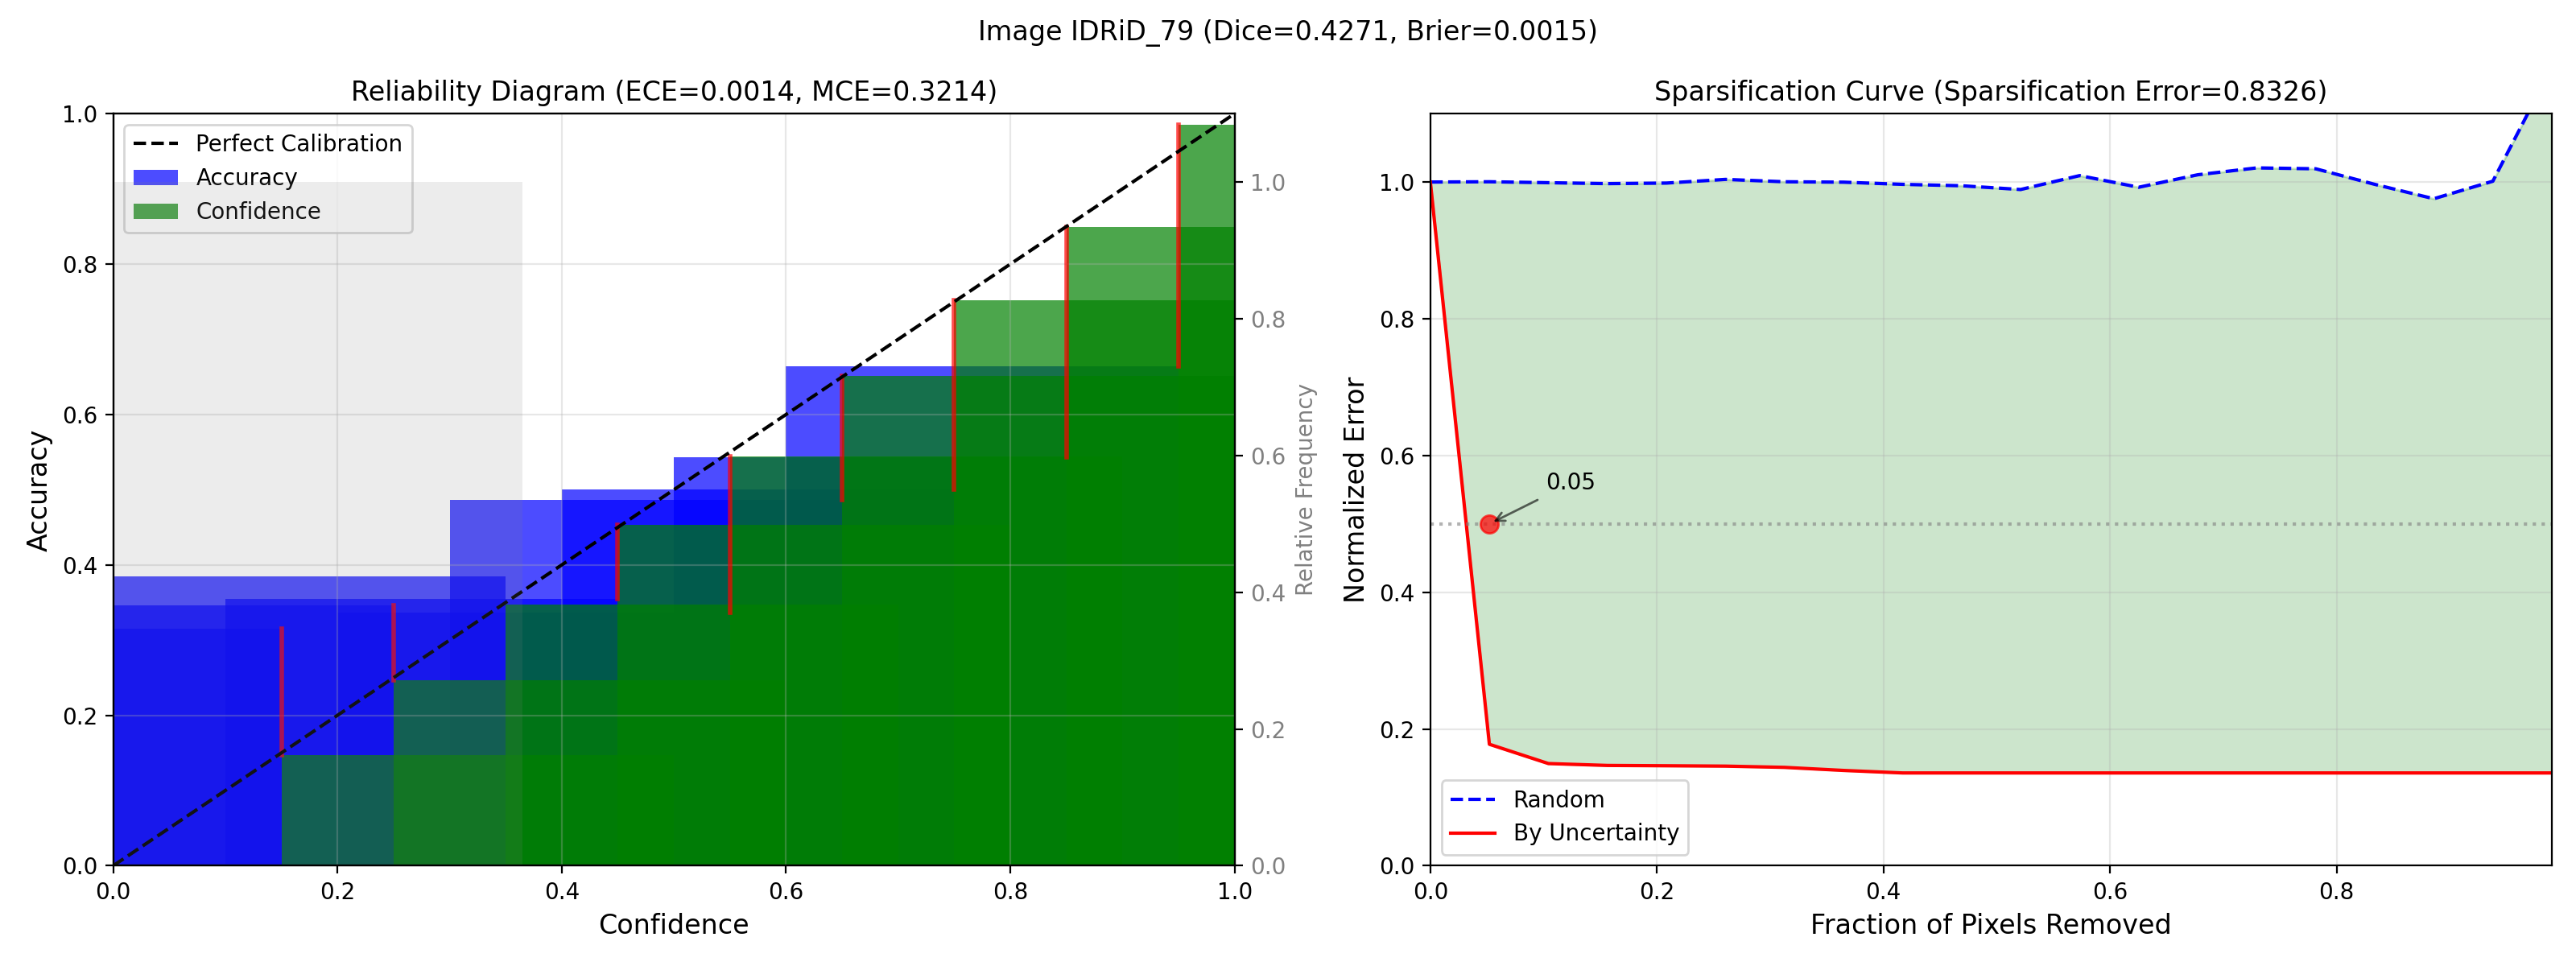 Image IDRiD_79 (Dice=0.4271, Brier=0.0015)
Reliability Diagram (ECE=0.0014, MCE=0.3214)
Perfect Calibration
Accuracy
Confidence
1.0
0.8
0.6
0.4
0.2
0.0
Accuracy
0.0
0.2
0.4
0.6
0.8
1.0
Confidence
1.0
0.8
0.6
0.4
0.2
0.0
Relative Frequency
Sparsification Curve (Sparsification Error=0.8326)
1.0
0.8
0.6
0.4
0.2
0.0
Normalized Error
0.05
Random
By Uncertainty
0.0
0.2
0.4
0.6
0.8
Fraction of Pixels Removed